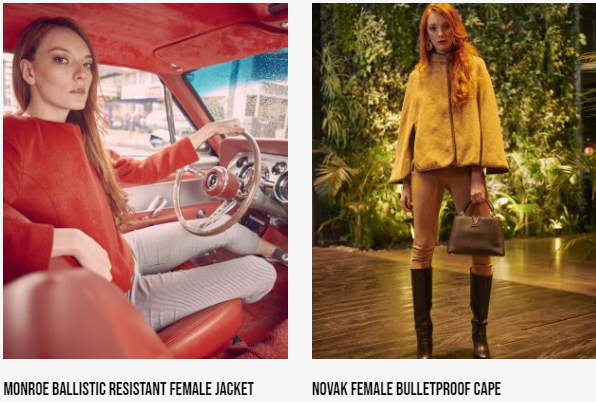 MONROE BALLISTIC RESISTANT FEMALE JACKET
NOVAK FEMALE BULLETPROOF CAPE